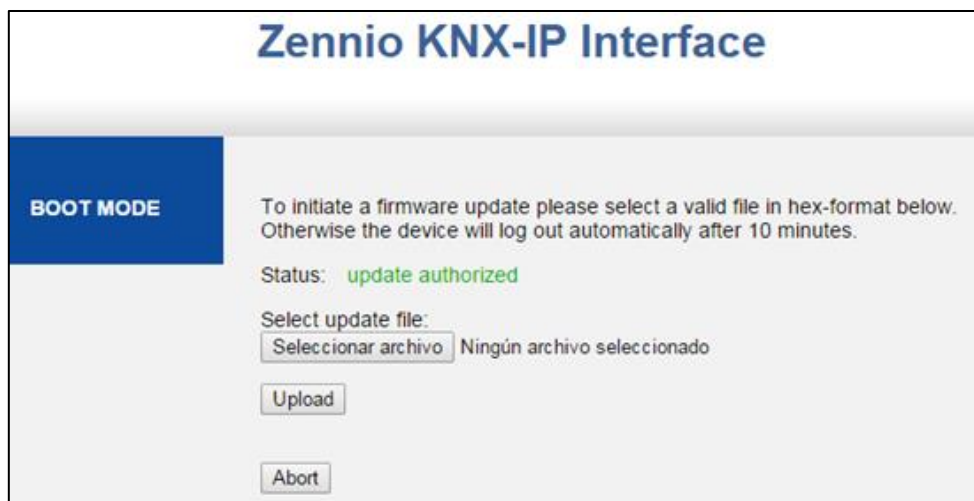 Zennio KNX-IP Interface
BOOT MODE
To initiate a firmware update please select a valid file in hex-format below.
Otherwise the device will log out automatically after 10 minutes.
Status: update authorized
Select update file:
Seleccionar archivo Ningún archivo seleccionado
Upload
Abort